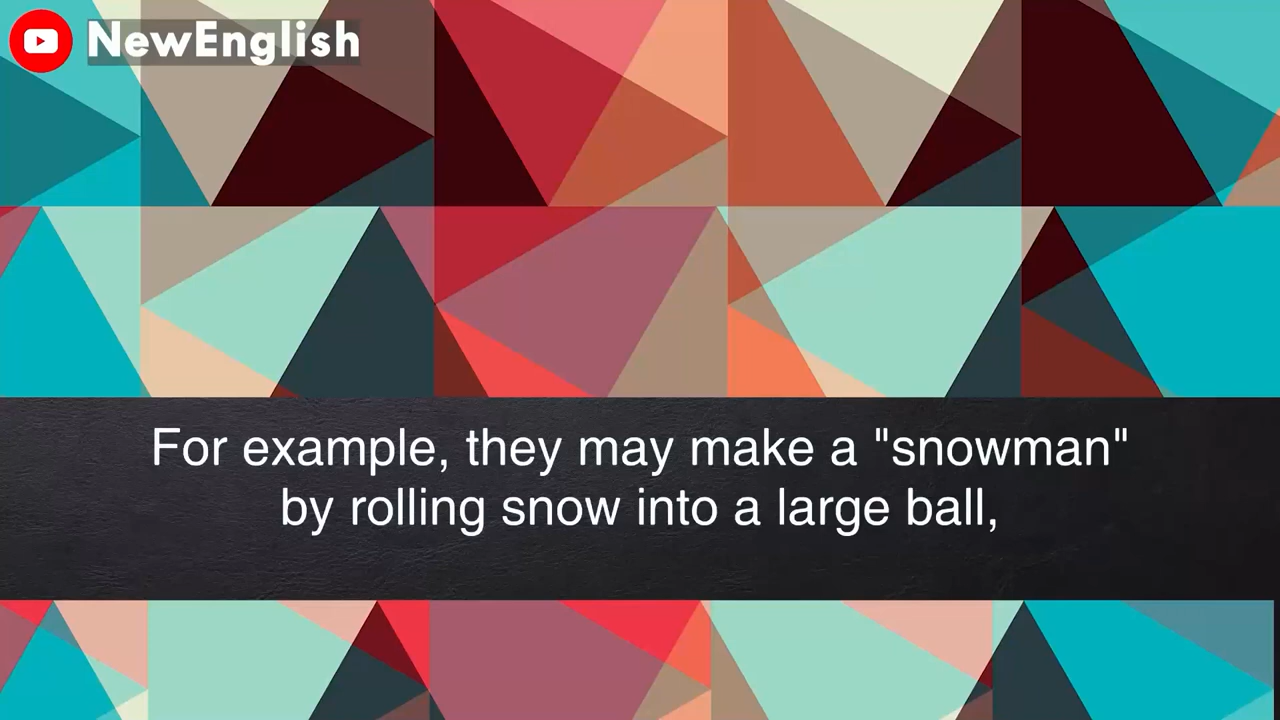 NewEnglish
For example, they may make a "snowman"
by rolling snow into a large ball,